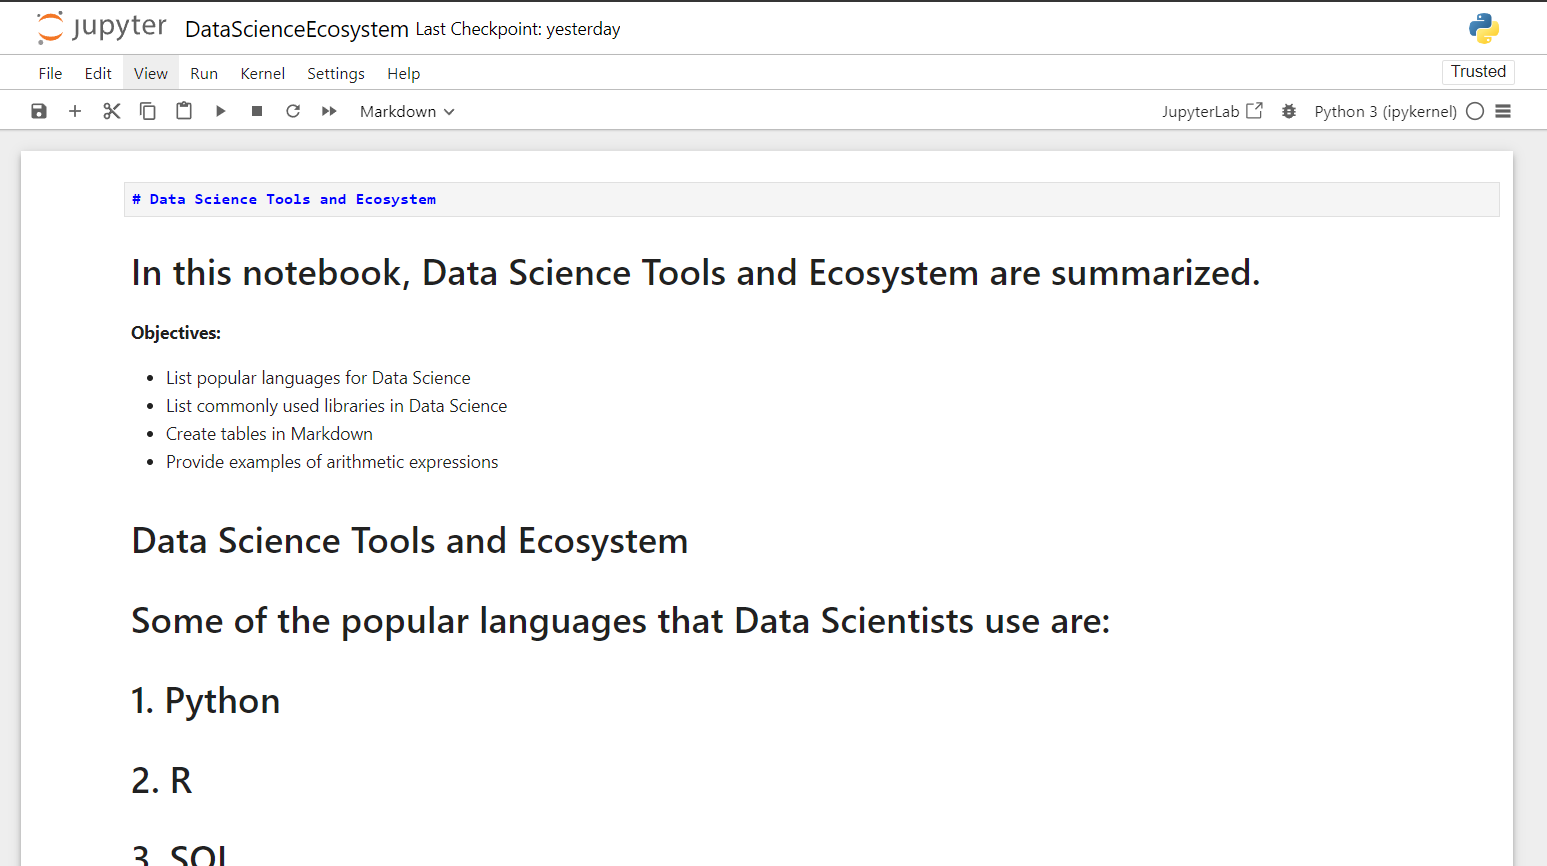 jupyter DataScienceEcosystem Last Checkpoint: yesterday
File Edit View Run Kernel Settings Help Trusted
Markdown JupyterLab Python 3 (ipykernel)
# Data Science Tools and Ecosystem
In this notebook, Data Science Tools and Ecosystem are summarized.
Objectives:
• List popular languages for Data Science
• List commonly used libraries in Data Science
• Create tables in Markdown
• Provide examples of arithmetic expressions
Data Science Tools and Ecosystem
Some of the popular languages that Data Scientists use are:
1. Python
2. R
3. SQL